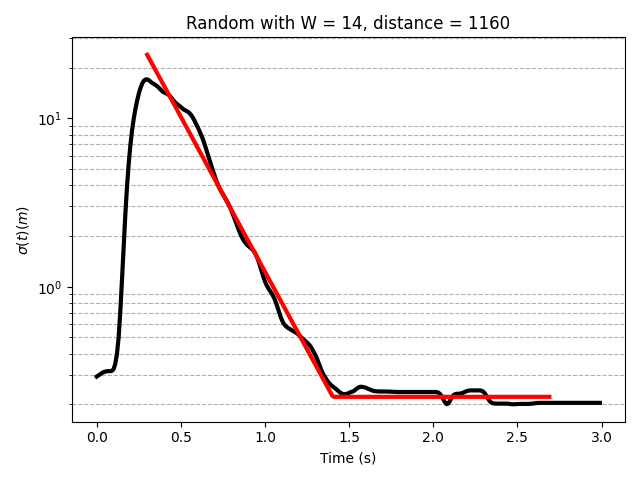 Random with W = 14, distance = 1160
10¹
10⁰
σ(t)(m)
0.0 0.5 1.0 1.5 2.0 2.5 3.0
Time (s)